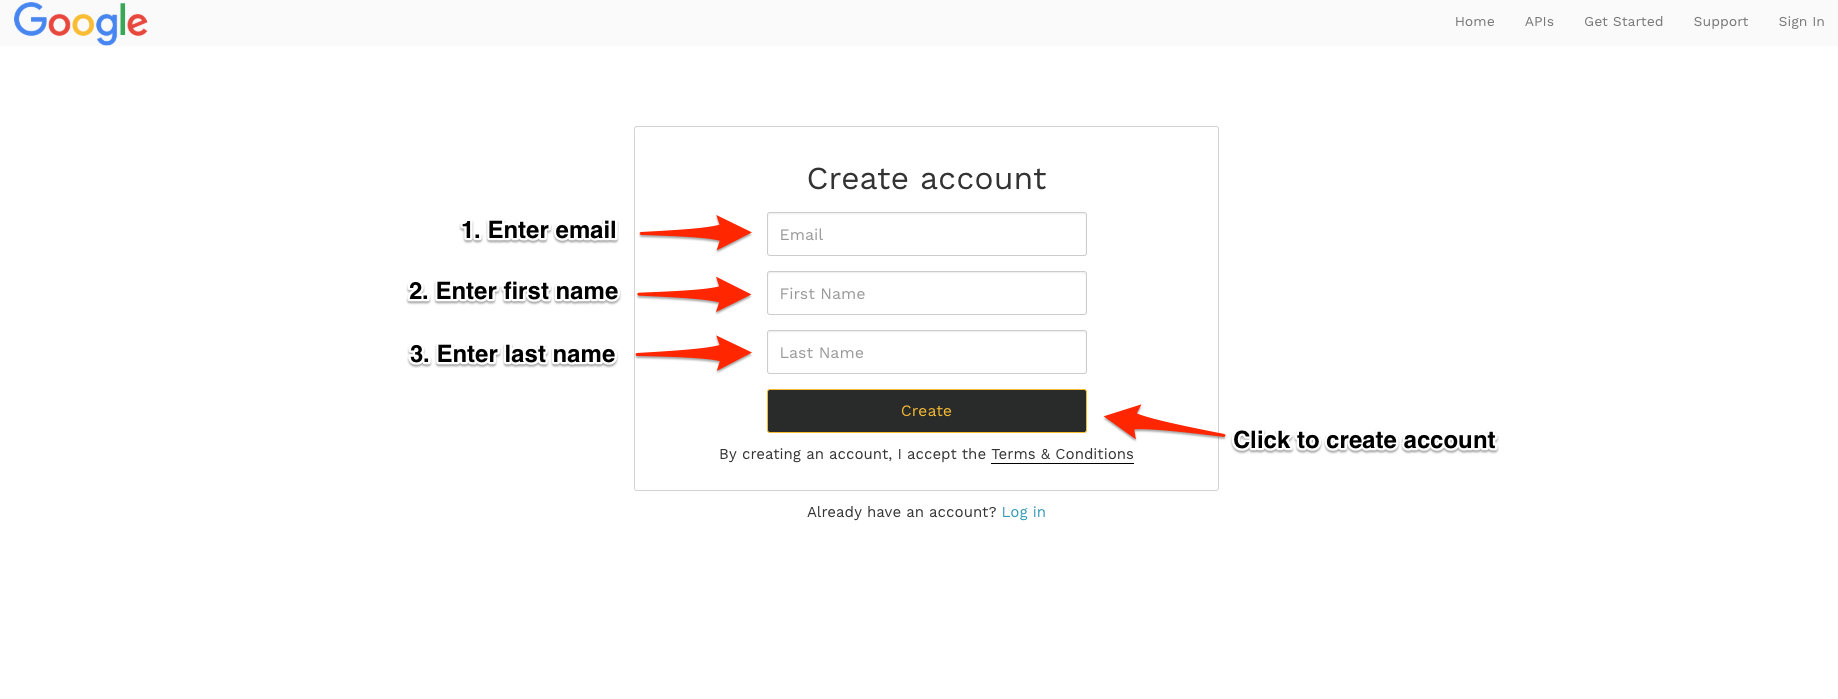 Google
Home APIs Get Started Support Sign In
Create account
1. Enter email
Email
2. Enter first name
First Name
3. Enter last name
Last Name
Create
Click to create account
By creating an account, I accept the Terms & Conditions
Already have an account? Log in